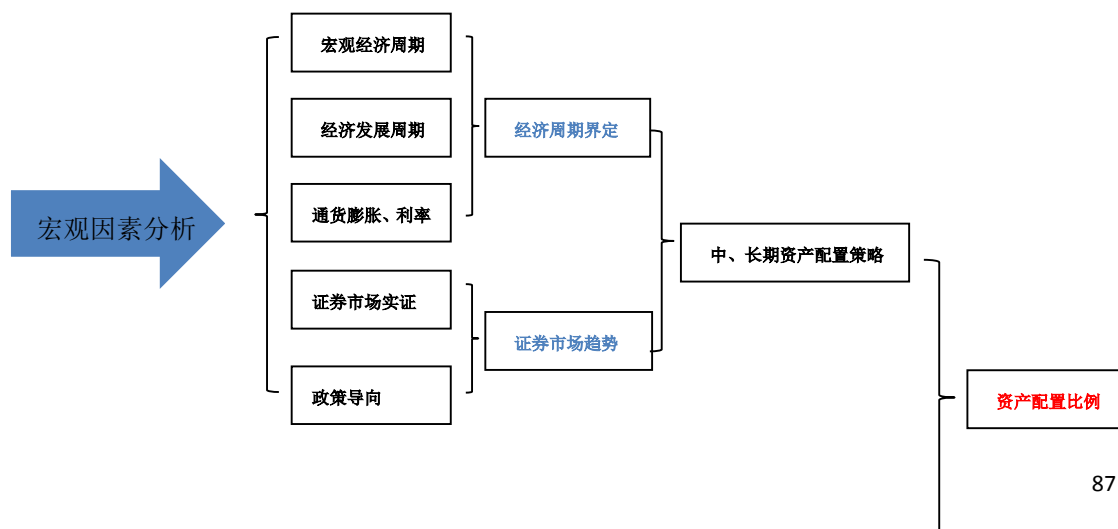 宏观因素分析
宏观经济周期
经济发展周期
通货膨胀、利率
证券市场实证
政策导向
经济周期界定
证券市场趋势
中、长期资产配置策略
资产配置比例
87